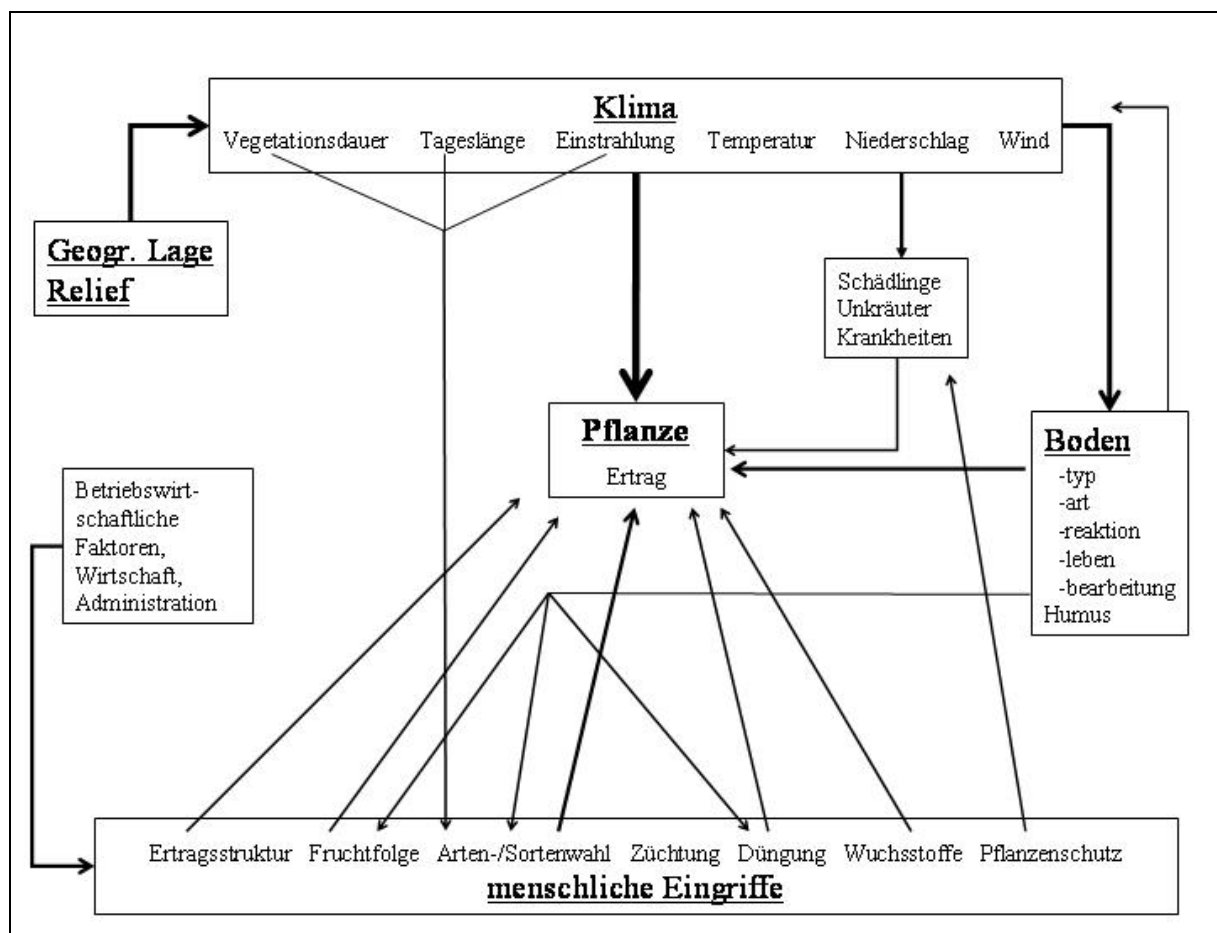 Klima
Vegetationsdauer Tageslänge Einstrahlung Temperatur Niederschlag Wind
Geogr. Lage
Relief
Schädlinge
Unkräuter
Krankheiten
Pflanze
Ertrag
Boden
-typ
-art
-reaktion
-leben
-bearbeitung
Humus
Betriebswirt-
schaftliche
Faktoren,
Wirtschaft,
Administration
Ertragsstruktur Fruchtfolge Arten-/Sortenwahl Züchtung Düngung Wuchsstoffe Pflanzenschutz
menschliche Eingriffe